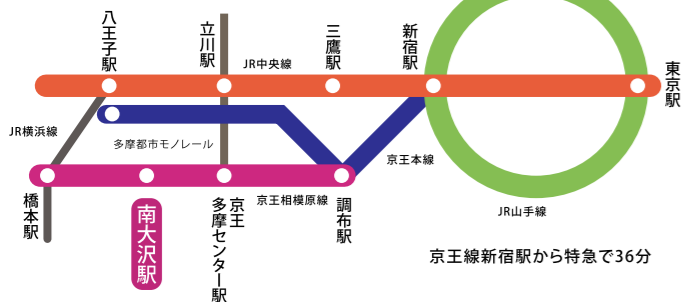 八王子駅
立川駅
三鷹駅
新宿駅
東京駅
JR中央線
JR横浜線
多摩都市モノレール
京王本線
京王相模原線
橋本駅
南大沢駅
京王
多摩センター駅
調布駅
JR山手線
京王線新宿駅から特急で36分